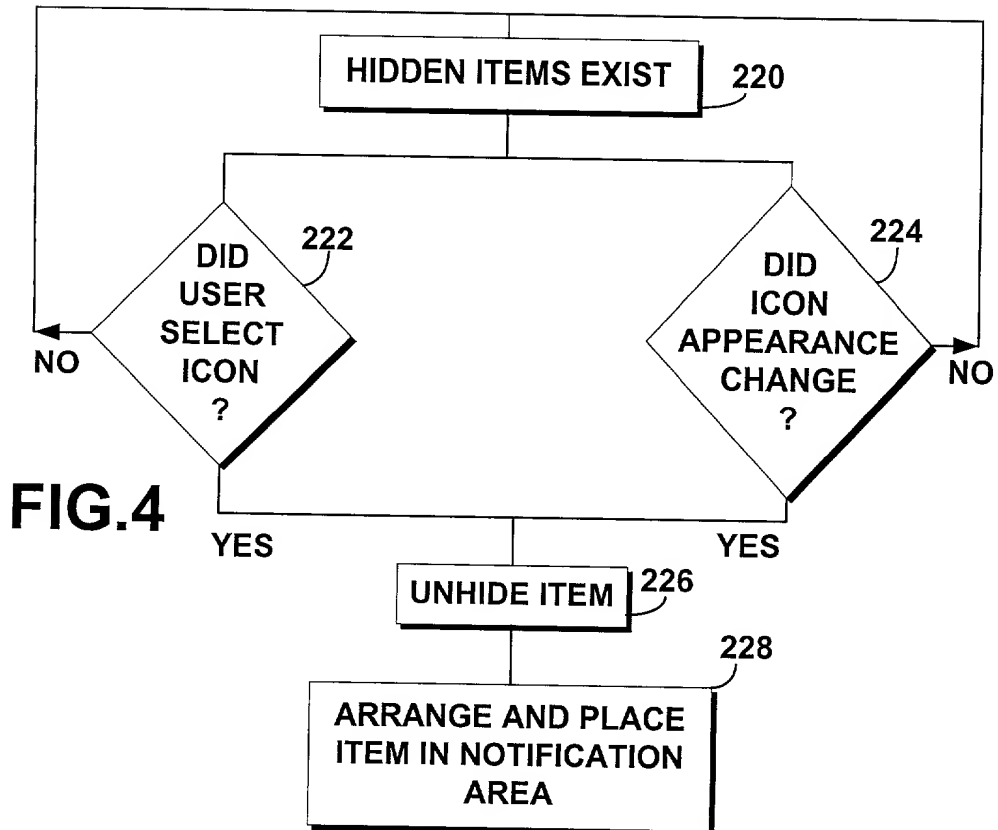 HIDDEN ITEMS EXIST
220
DID
USER
SELECT
ICON
?
222
NO
DID
ICON
APPEARANCE
CHANGE
?
224
NO
FIG.4
YES
YES
UNHIDE ITEM
226
228
ARRANGE AND PLACE
ITEM IN NOTIFICATION
AREA